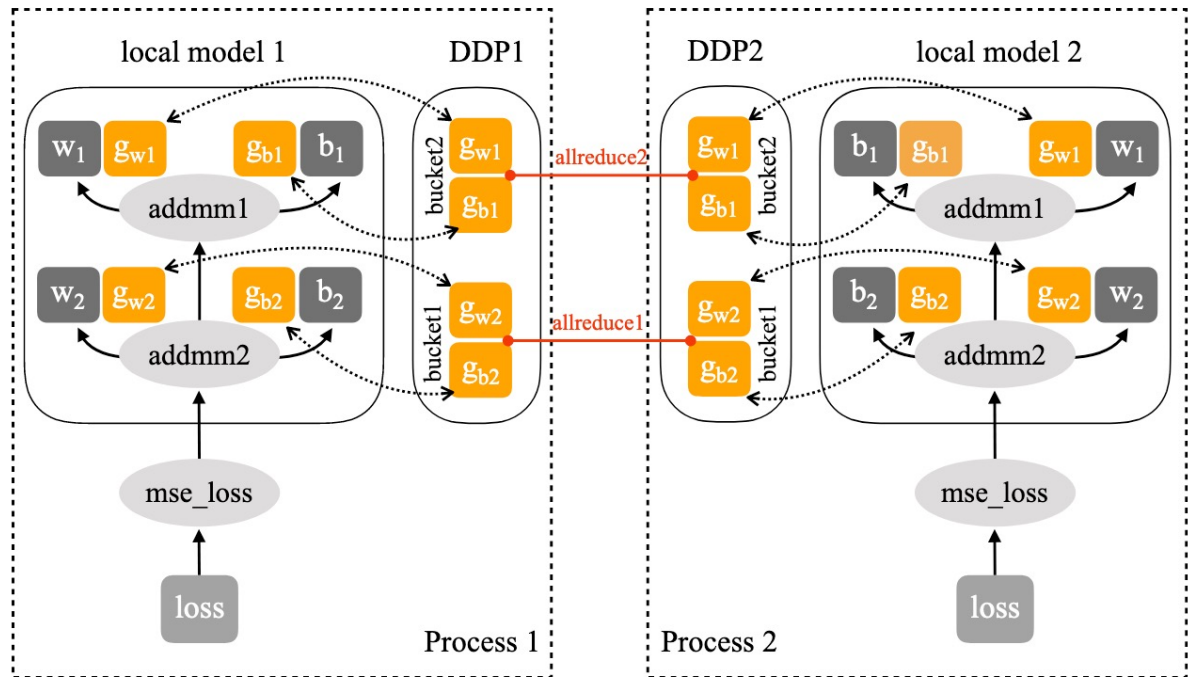 local model 1
DDP1
w1
gw1
gb1
b1
addmm1
w2
gw2
gb2
b2
addmm2
bucket2
gw1
gb1
bucket1
gw2
gb2
mse_loss
loss
Process 1
allreduce2
allreduce1
DDP2
local model 2
gw1
gb1
bucket2
gw2
gb2
bucket1
b1
gb1
gw1
w1
addmm1
b2
gb2
gw2
w2
addmm2
mse_loss
loss
Process 2